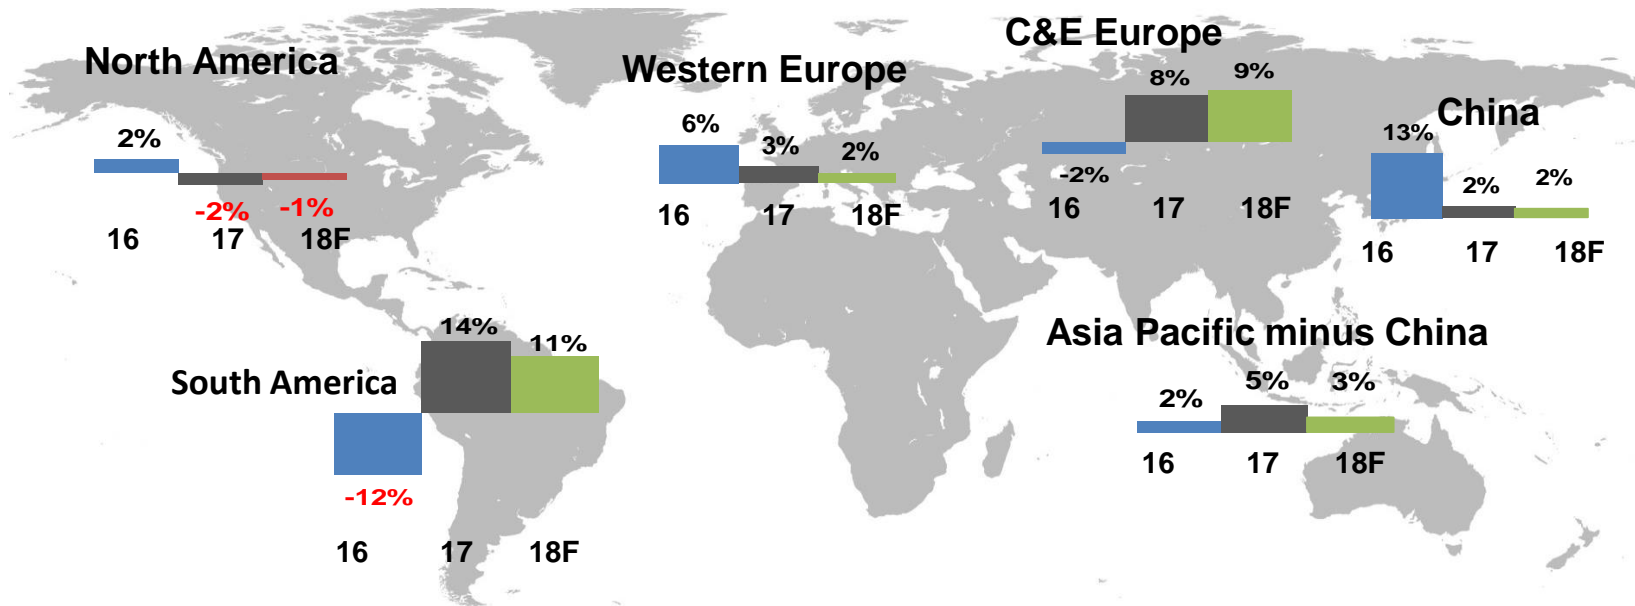 North America
2%
-2%
-1%
16 17 18F
Western Europe
6%
3%
2%
16 17 18F
C&E Europe
-2%
8%
9%
16 17 18F
China
13%
2%
2%
16 17 18F
South America
-12%
14%
11%
16 17 18F
Asia Pacific minus China
2%
5%
3%
16 17 18F